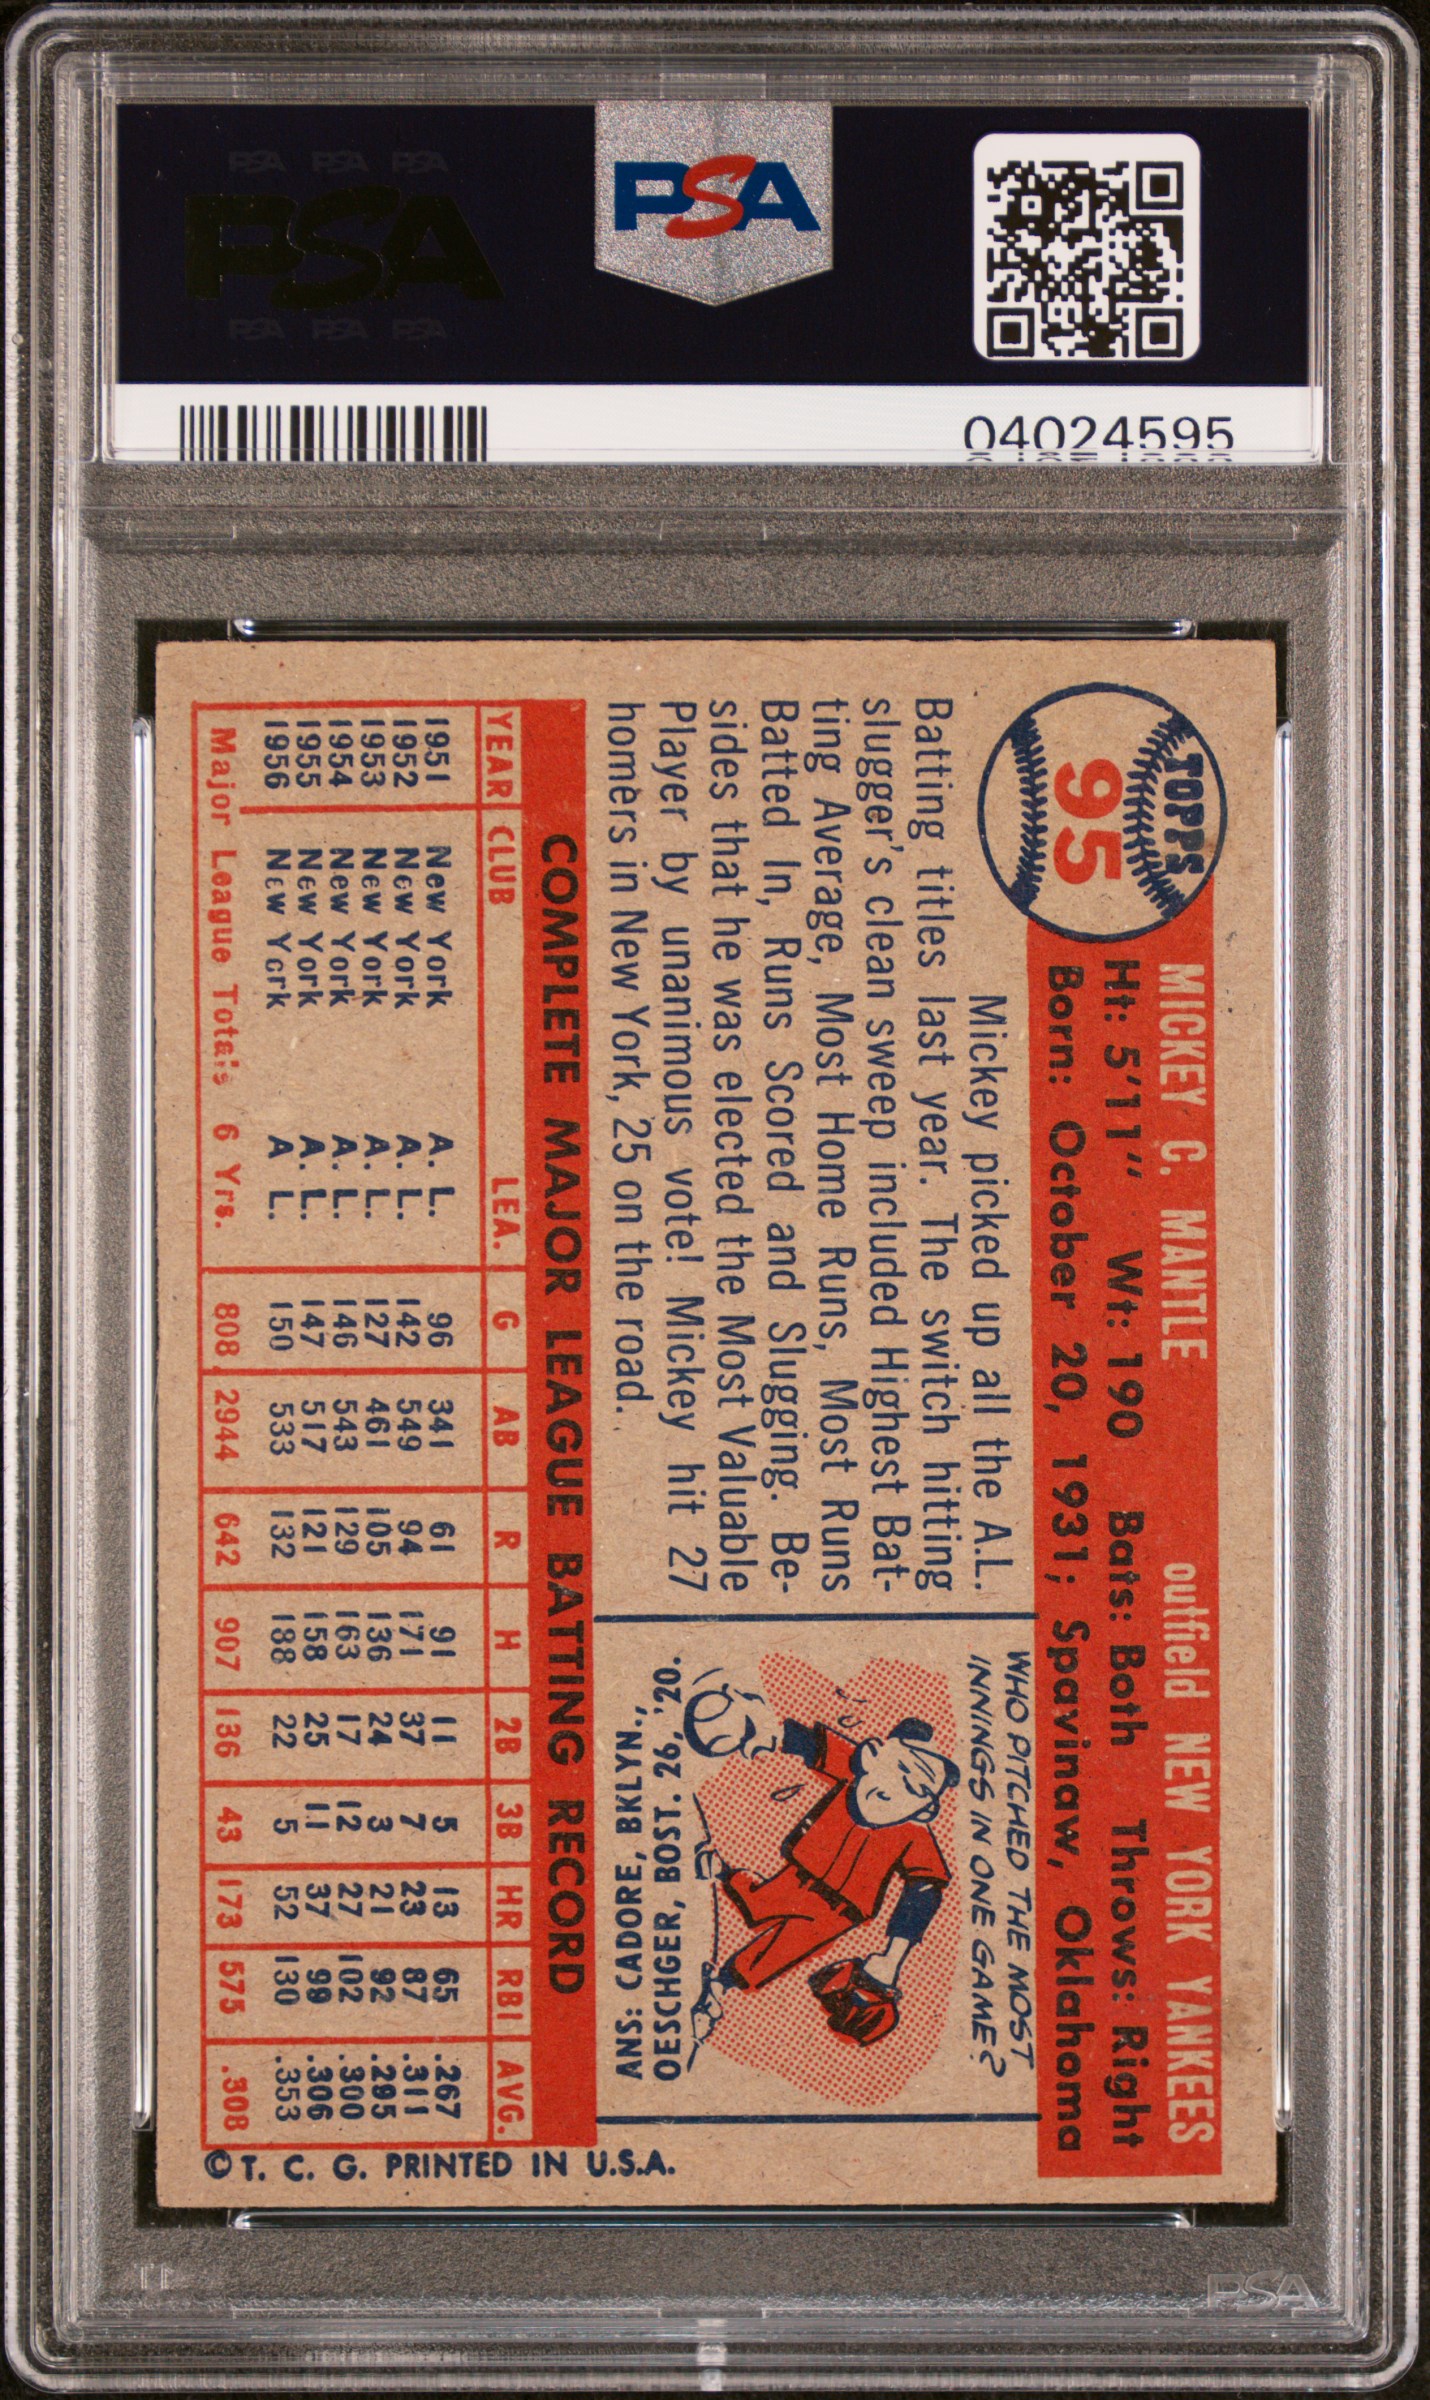 PSA PSA PSA
PSA
PSA PSA PSA
PSA
04024595
TOPPS
95
MICKEY C. MANTLE outfield NEW YORK YANKEES
Ht: 5'11" Wt: 190 Bats: Both Throws: Right
Born: October 20, 1931; Spavinaw, Oklahoma
Mickey picked up all the A.L.
Batting titles last year. The switch hitting
slugger's clean sweep included Highest Bat-
ting Average, Most Home Runs, Most Runs
Batted In, Runs Scored and Slugging. Be-
sides that he was elected the Most Valuable
Player by unanimous vote! Mickey hit 27
homers in New York, 25 on the road.
WHO PITCHED THE MOST
INNINGS IN ONE GAME?
ANS: CADORE, BKLYN.,
OESCHGER, BOST. 26, '20.
COMPLETE MAJOR LEAGUE BATTING RECORD
YEAR CLUB LEA. G AB R H 2B 3B HR RBI AVG.
1951 New York A. L. 96 341 61 91 11 5 13 65 .267
1952 New York A. L. 142 549 94 171 37 7 23 87 .311
1953 New York A. L. 127 461 105 136 24 3 21 92 .295
1954 New York A. L. 146 543 129 163 17 12 27 102 .300
1955 New York A. L. 147 517 121 158 25 11 37 99 .306
1956 New York A L. 150 533 132 188 22 5 52 130 .353
Major League Totals 6 Yrs. 808 2944 642 907 136 43 173 575 .308
© T. C. G. PRINTED IN U.S.A.
PSA